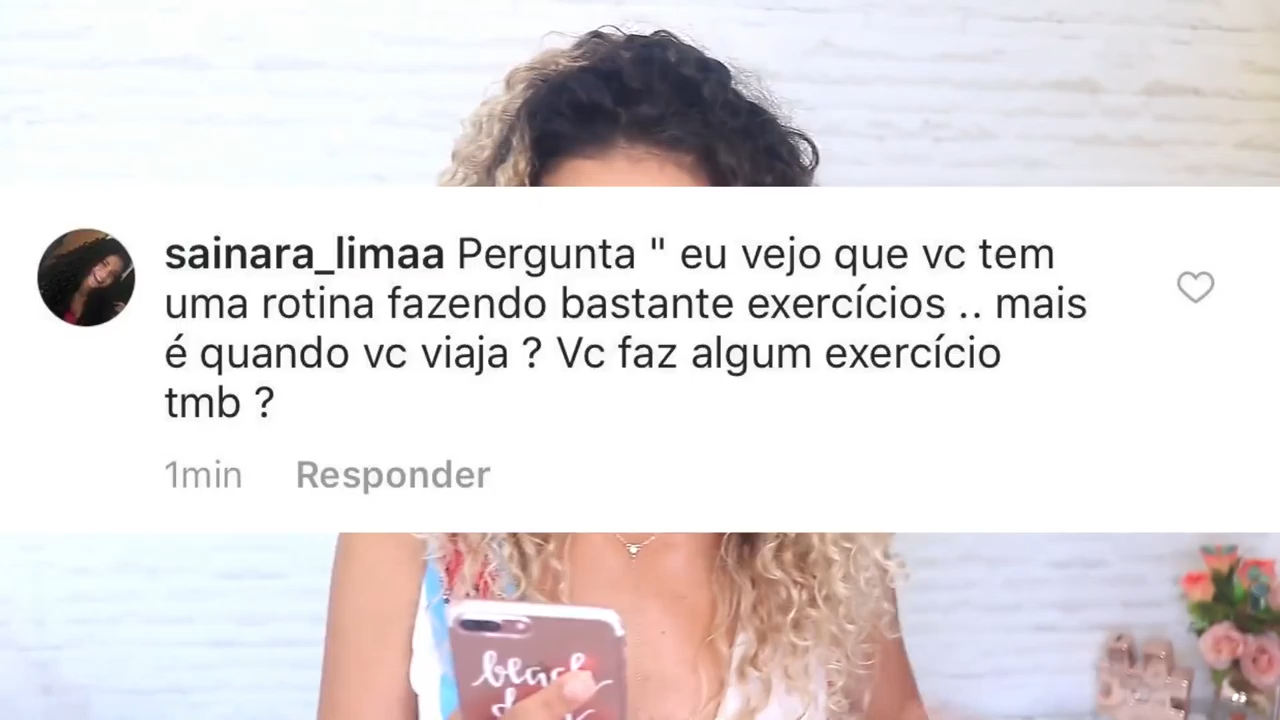 sainara_limaa Pergunta " eu vejo que vc tem
uma rotina fazendo bastante exercícios .. mais
é quando vc viaja ? Vc faz algum exercício
tmb ?
1min Responder
beach